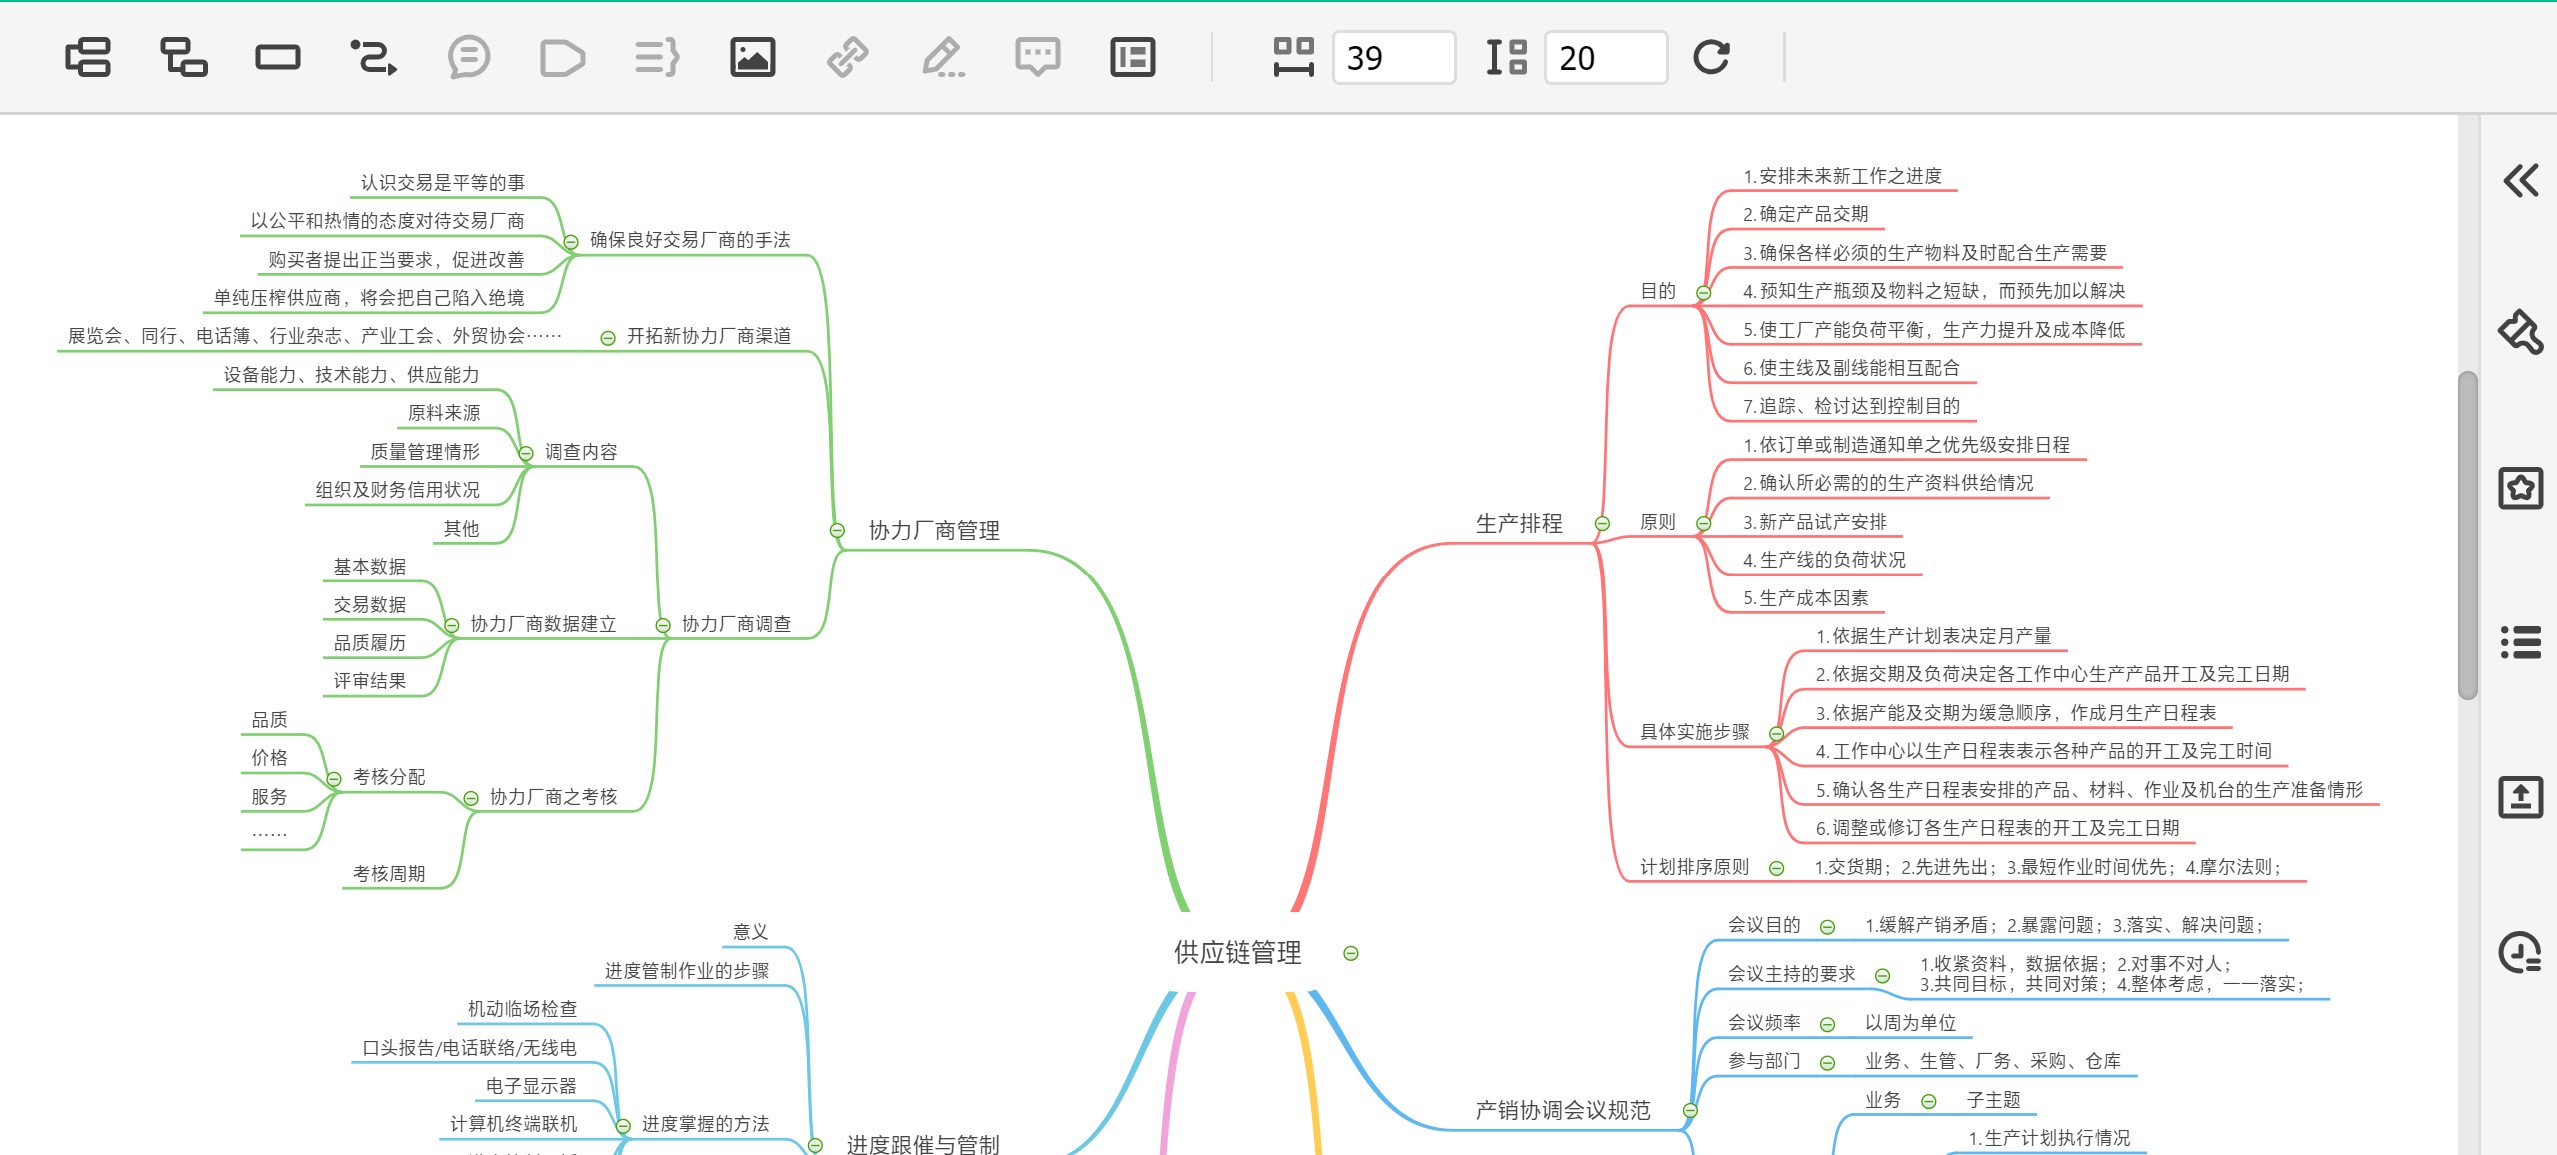 39
20
认识交易是平等的事
以公平和热情的态度对待交易厂商
购买者提出正当要求，促进改善
单纯压榨供应商，将会把自己陷入绝境
确保良好交易厂商的手法
展览会、同行、电话簿、行业杂志、产业工会、外贸协会……
开拓新协力厂商渠道
设备能力、技术能力、供应能力
原料来源
质量管理情形
组织及财务信用状况
其他
调查内容
基本数据
交易数据
品质履历
评审结果
协力厂商数据建立
协力厂商调查
品质
价格
服务
……
考核分配
考核周期
协力厂商之考核
协力厂商管理
生产排程
目的
1.安排未来新工作之进度
2.确定产品交期
3.确保各样必须的生产物料及时配合生产需要
4.预知生产瓶颈及物料之短缺，而预先加以解决
5.使工厂产能负荷平衡，生产力提升及成本降低
6.使主线及副线能相互配合
7.追踪、检讨达到控制目的
原则
1.依订单或制造通知单之优先级安排日程
2.确认所必需的的生产资料供给情况
3.新产品试产安排
4.生产线的负荷状况
5.生产成本因素
具体实施步骤
1.依据生产计划表决定月产量
2.依据交期及负荷决定各工作中心生产产品开工及完工日期
3.依据产能及交期为缓急顺序，作成月生产日程表
4.工作中心以生产日程表表示各种产品的开工及完工时间
5.确认各生产日程表安排的产品、材料、作业及机台的生产准备情形
6.调整或修订各生产日程表的开工及完工日期
计划排序原则
1.交货期；2.先进先出；3.最短作业时间优先；4.摩尔法则；
供应链管理
意义
进度管制作业的步骤
机动临场检查
口头报告/电话联络/无线电
电子显示器
计算机终端联机
进度掌握的方法
进度跟催与管制
产销协调会议规范
会议目的
1.缓解产销矛盾；2.暴露问题；3.落实、解决问题；
会议主持的要求
1.收紧资料，数据依据；2.对事不对人；
3.共同目标，共同对策；4.整体考虑，一一落实；
会议频率
以周为单位
参与部门
业务、生管、厂务、采购、仓库
业务
子主题
1.生产计划执行情况